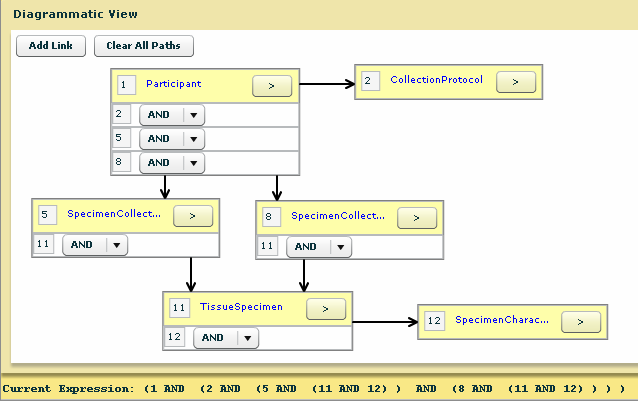 Diagrammatic View
Add Link Clear All Paths
1 Participant > 2 CollectionProtocol >
2 AND
5 AND
8 AND
5 SpecimenCollect... > 8 SpecimenCollect... >
11 AND 11 AND
11 TissueSpecimen > 12 SpecimenCharac... >
12 AND
Current Expression: (1 AND (2 AND (5 AND (11 AND 12) ) AND (8 AND (11 AND 12) ) ) )